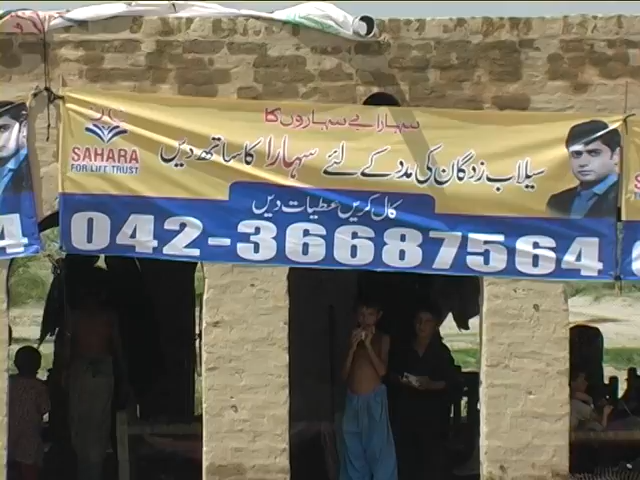 سہارا بے سہاروں کا
SAHARA
FOR LIFE TRUST
سیلاب زدگان کی مدد کے لئے سہارا کا ساتھ دیں
کال کریں عطیات دیں
042-36687564